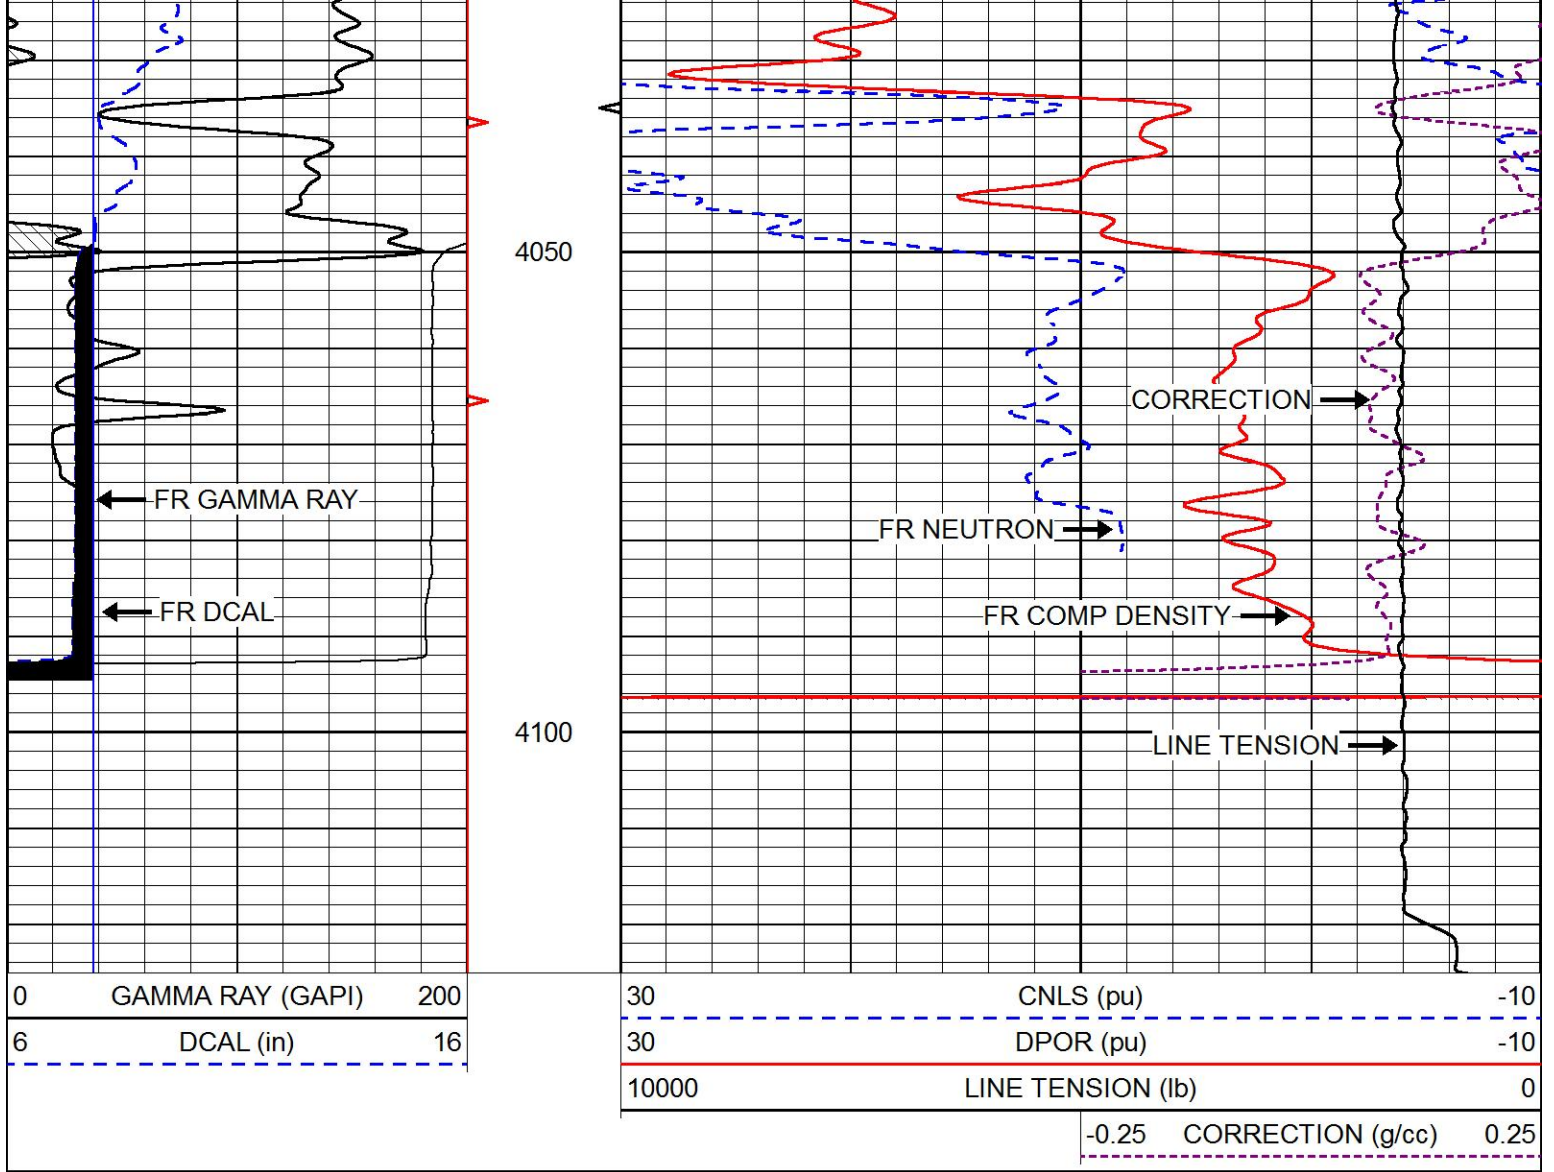 4050
CORRECTION
FR GAMMA RAY
FR NEUTRON
FR DCAL
FR COMP DENSITY
4100
LINE TENSION
0 GAMMA RAY (GAPI) 200
30 CNLS (pu) -10
6 DCAL (in) 16
30 DPOR (pu) -10
10000 LINE TENSION (lb) 0
-0.25 CORRECTION (g/cc) 0.25